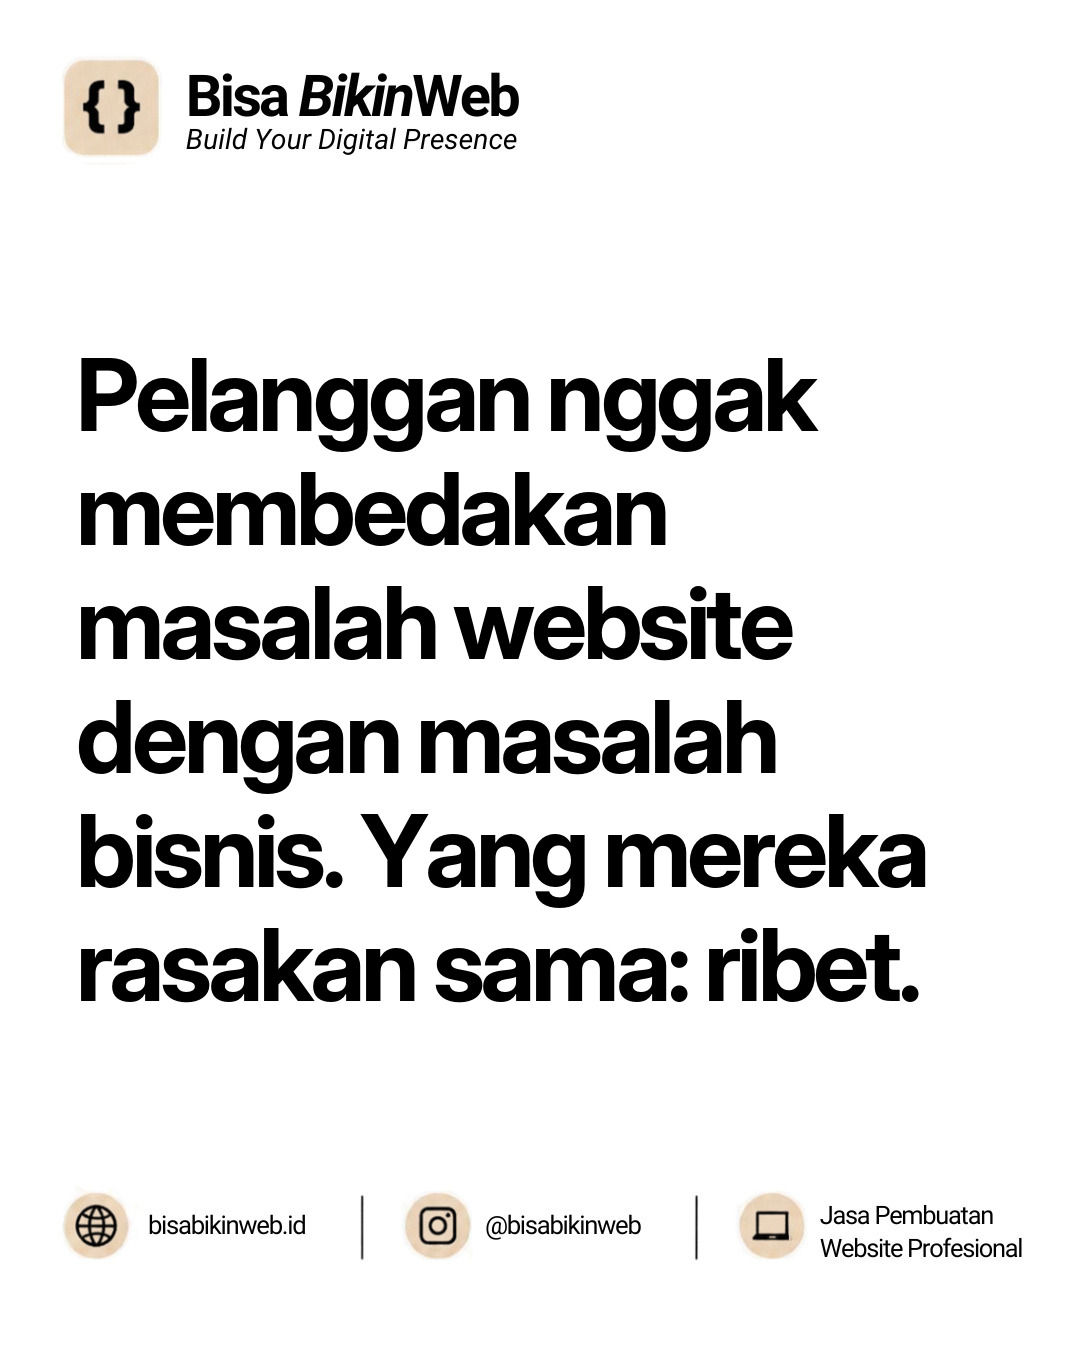 { }
Bisa BikinWeb
Build Your Digital Presence
Pelanggan nggak
membedakan
masalah website
dengan masalah
bisnis. Yang mereka
rasakan sama: ribet.
bisabikinweb.id
@bisabikinweb
Jasa Pembuatan
Website Profesional